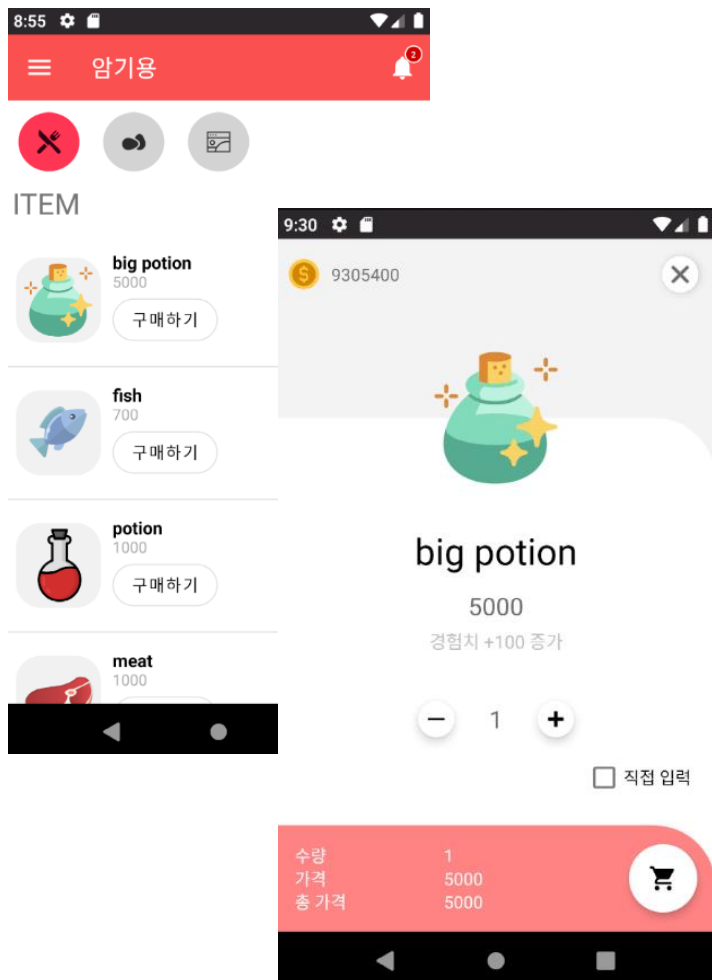 8:55
암기용
2
ITEM
big potion
5000
구매하기
fish
700
구매하기
potion
1000
구매하기
meat
1000
9:30
$ 9305400
big potion
5000
경험치 +100 증가
1
직접 입력
수량 1
가격 5000
총 가격 5000